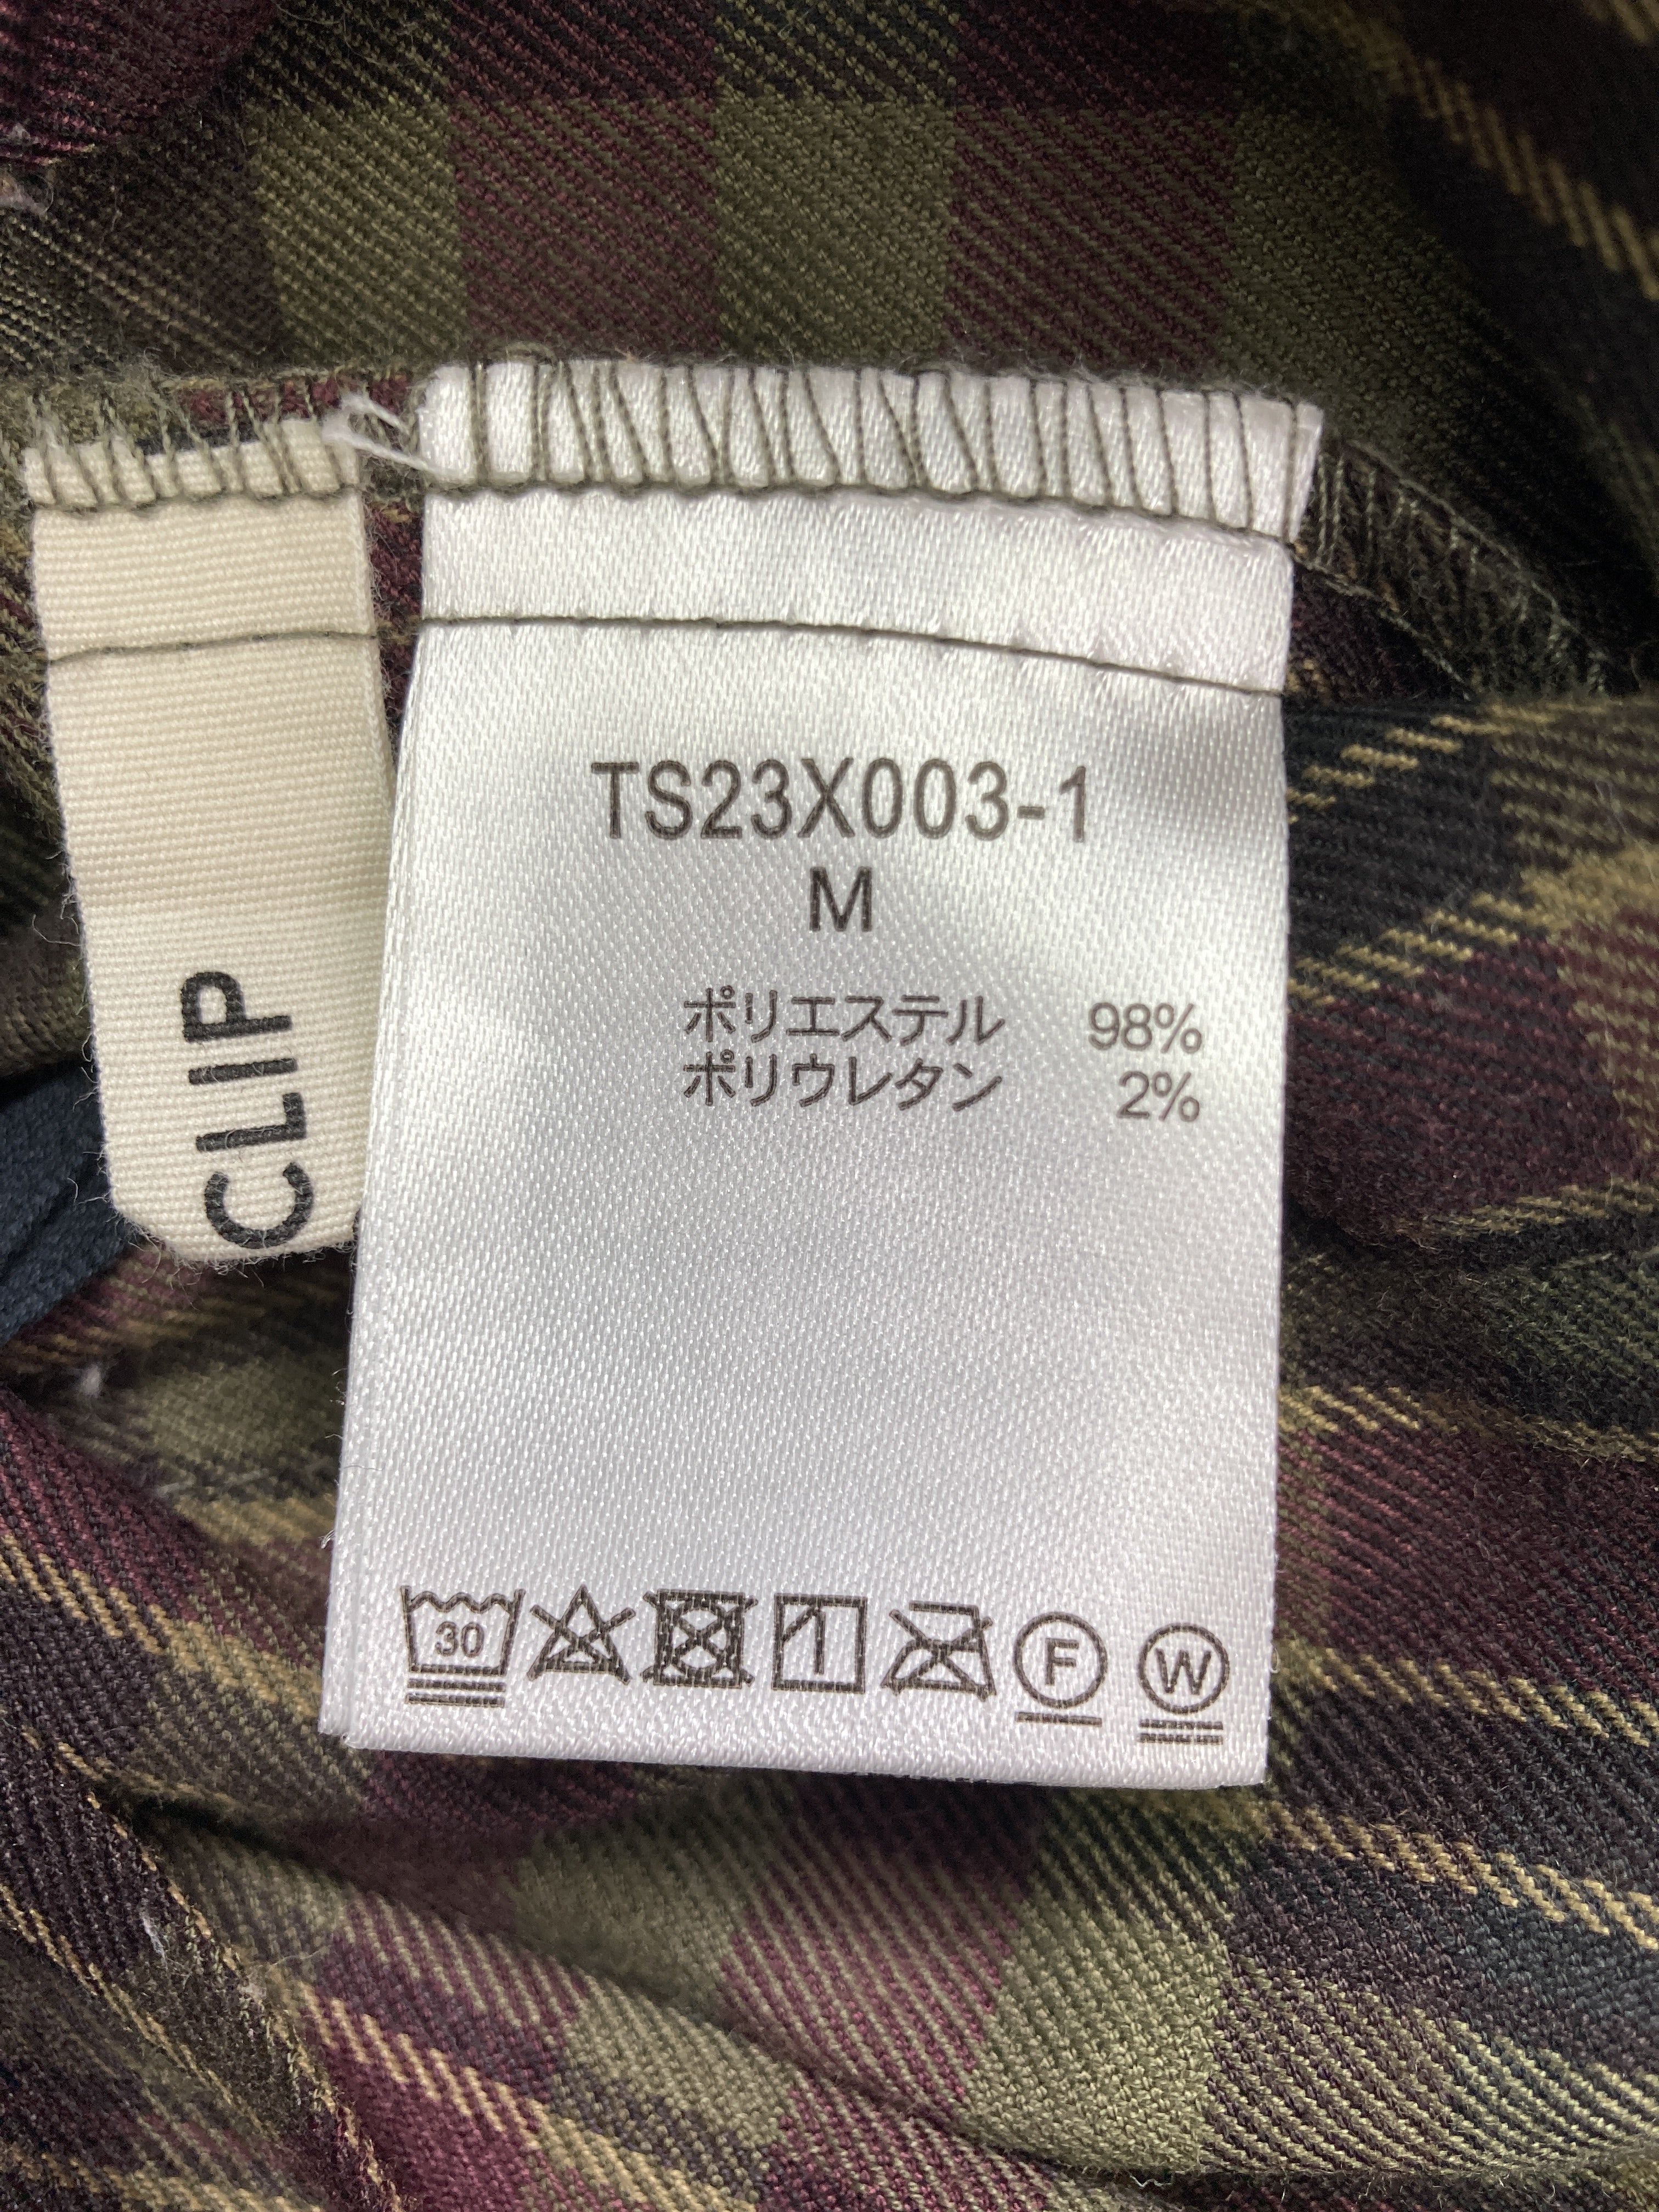 TS23X003-1
M
ポリエステル 98%
ポリウレタン 2%
CLIP
30
F
W